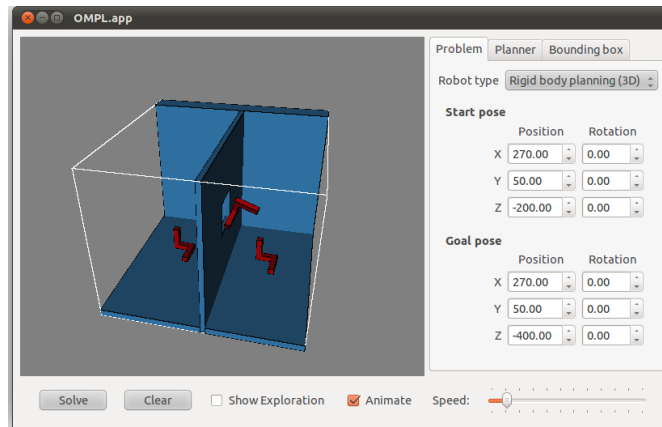 OMPL.app
Problem Planner Bounding box
Robot type Rigid body planning (3D)
Start pose
Position Rotation
X 270.00 0.00
Y 50.00 0.00
Z -200.00 0.00
Goal pose
Position Rotation
X 270.00 0.00
Y 50.00 0.00
Z -400.00 0.00
Solve Clear Show Exploration Animate Speed: